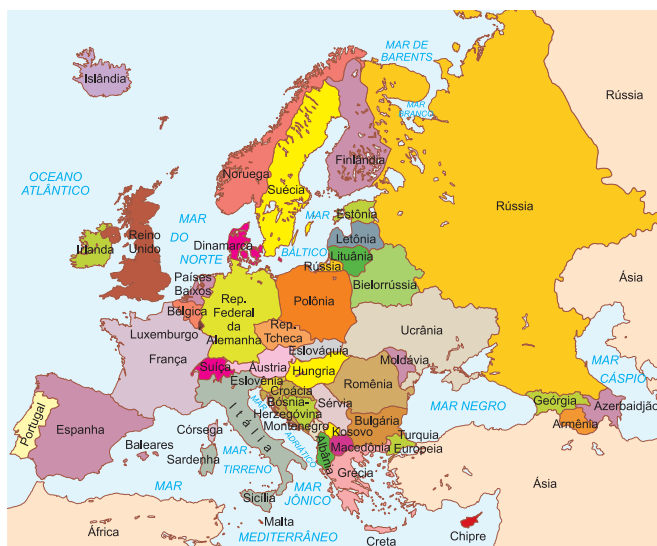 MAR DE
BARENTS
Islândia
MAR
BRANCO
Rússia
OCEANO
ATLÂNTICO
Noruega
Finlândia
Suécia
Rússia
MAR
DO
NORTE
Reino
Unido
Irlanda
Dinamarca
MAR
BÁLTICO
Estônia
Letônia
Lituânia
Rússia
Bielorrússia
Ásia
Países
Baixos
Bélgica
Rep.
Federal
da
Alemanha
Polônia
Luxemburgo
Rep.
Tcheca
Ucrânia
Eslováquia
França
Suíça
Áustria
Hungria
Moldávia
MAR
CÁSPIO
Eslovênia
Croácia
Romênia
Bósnia-
Herzegóvina
Sérvia
MAR NEGRO
Geórgia
Azerbaidjão
Armênia
Portugal
Espanha
Córsega
Itália
MAR
ADRIÁTICO
Montenegro
Kosovo
Bulgária
Turquia
Europeia
Baleares
Sardenha
MAR
TIRRENO
Albânia
Macedônia
Grécia
MAR
MAR
JÔNICO
Sicília
Ásia
África
Malta
MEDITERRÂNEO
Creta
Chipre